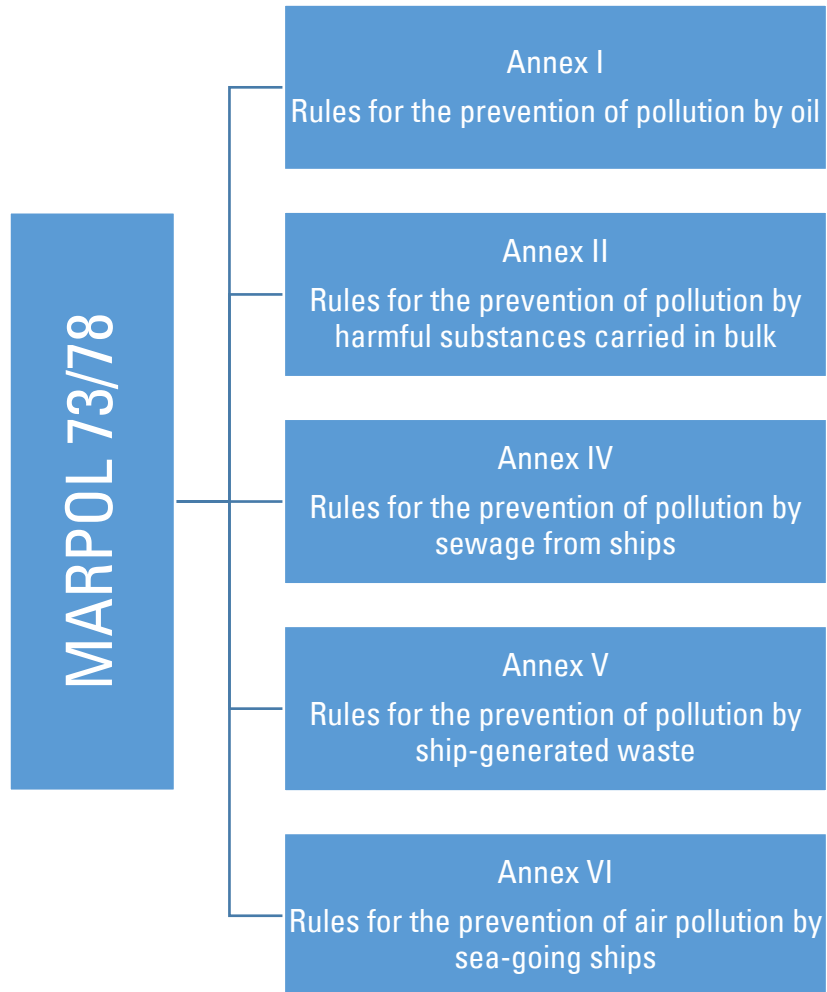 MARPOL 73/78
Annex I
Rules for the prevention of pollution by oil
Annex II
Rules for the prevention of pollution by
harmful substances carried in bulk
Annex IV
Rules for the prevention of pollution by
sewage from ships
Annex V
Rules for the prevention of pollution by
ship-generated waste
Annex VI
Rules for the prevention of air pollution by
sea-going ships